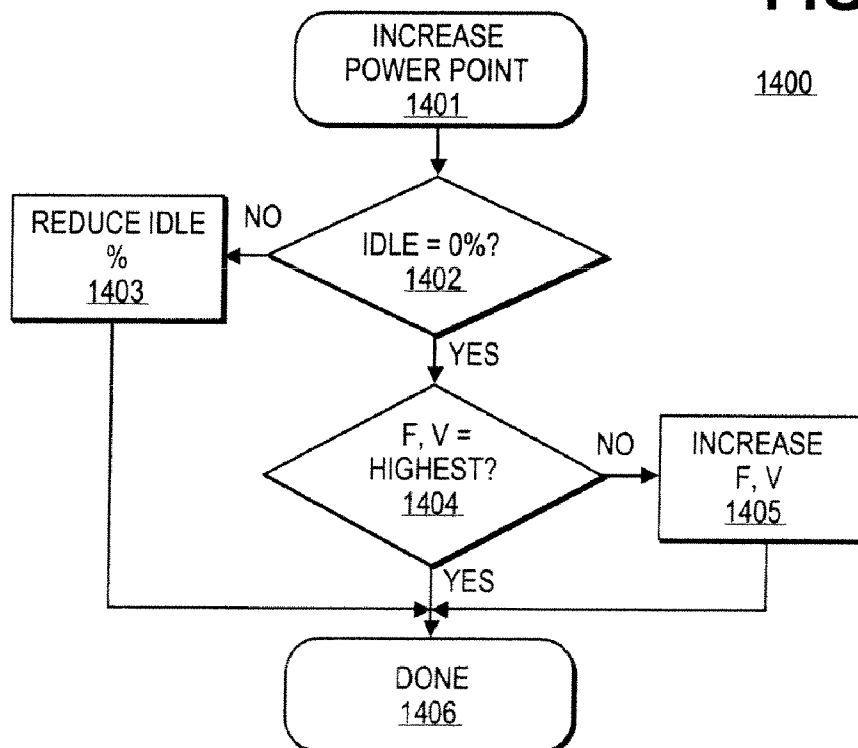 INCREASE
POWER POINT
1401
1400
REDUCE IDLE
%
1403
NO
IDLE = 0%?
1402
YES
F, V =
HIGHEST?
1404
NO
INCREASE
F, V
1405
YES
DONE
1406